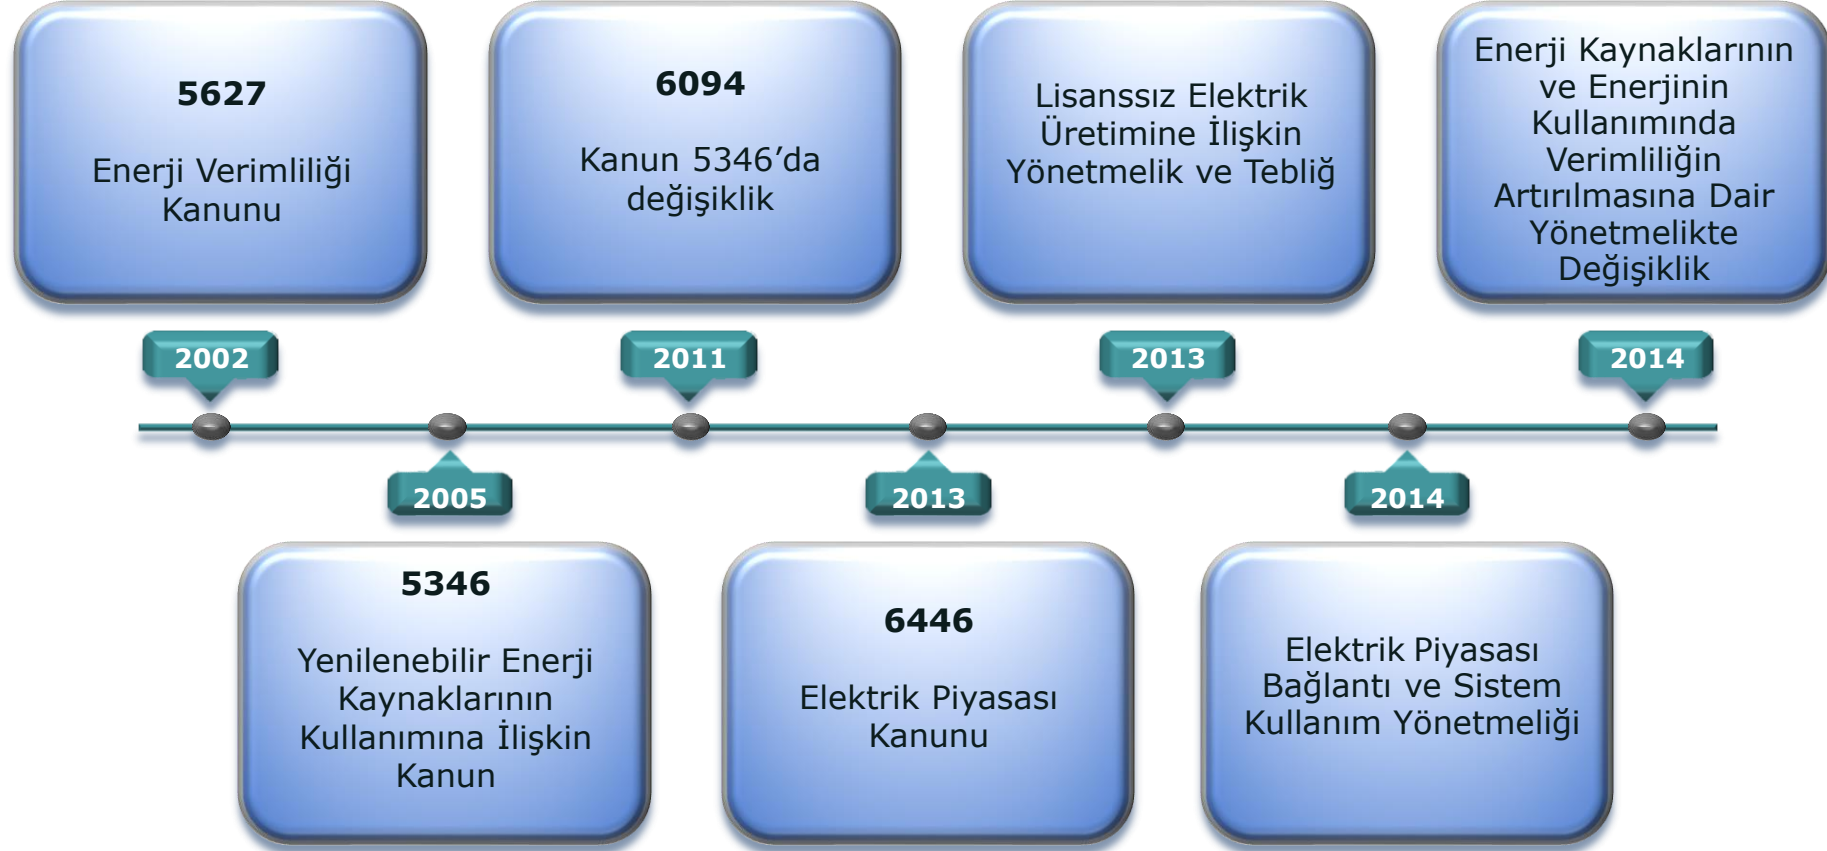 5627
Enerji Verimliliği
Kanunu
6094
Kanun 5346’da
değişiklik
Lisanssız Elektrik
Üretimine İlişkin
Yönetmelik ve Tebliğ
Enerji Kaynaklarının
ve Enerjinin
Kullanımında
Verimliliğin
Artırılmasına Dair
Yönetmelikte
Değişiklik
2002
2011
2013
2014
2005
2013
2014
5346
Yenilenebilir Enerji
Kaynaklarının
Kullanımına İlişkin
Kanun
6446
Elektrik Piyasası
Kanunu
Elektrik Piyasası
Bağlantı ve Sistem
Kullanım Yönetmeliği